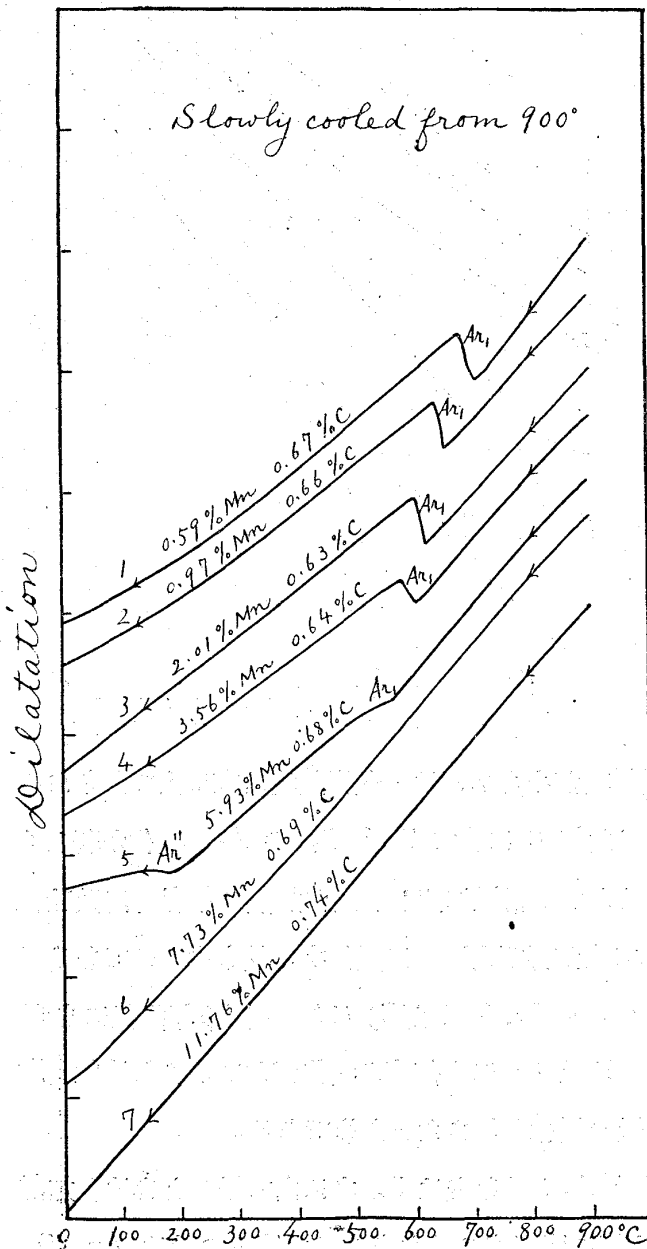 Slowly cooled from 900°
Ar₁
Ar₁
1 0.59%Mn 0.67%C
2 0.97%Mn 0.66%C
Ar₁
3 2.01%Mn 0.63%C
Ar₁
4 3.56%Mn 0.64%C
Ar₁
5 Ar" 5.93%Mn 0.68%C
6 7.73%Mn 0.69%C
7 11.76%Mn 0.74%C
Dilatation
0 100 200 300 400 500 600 700 800 900°C